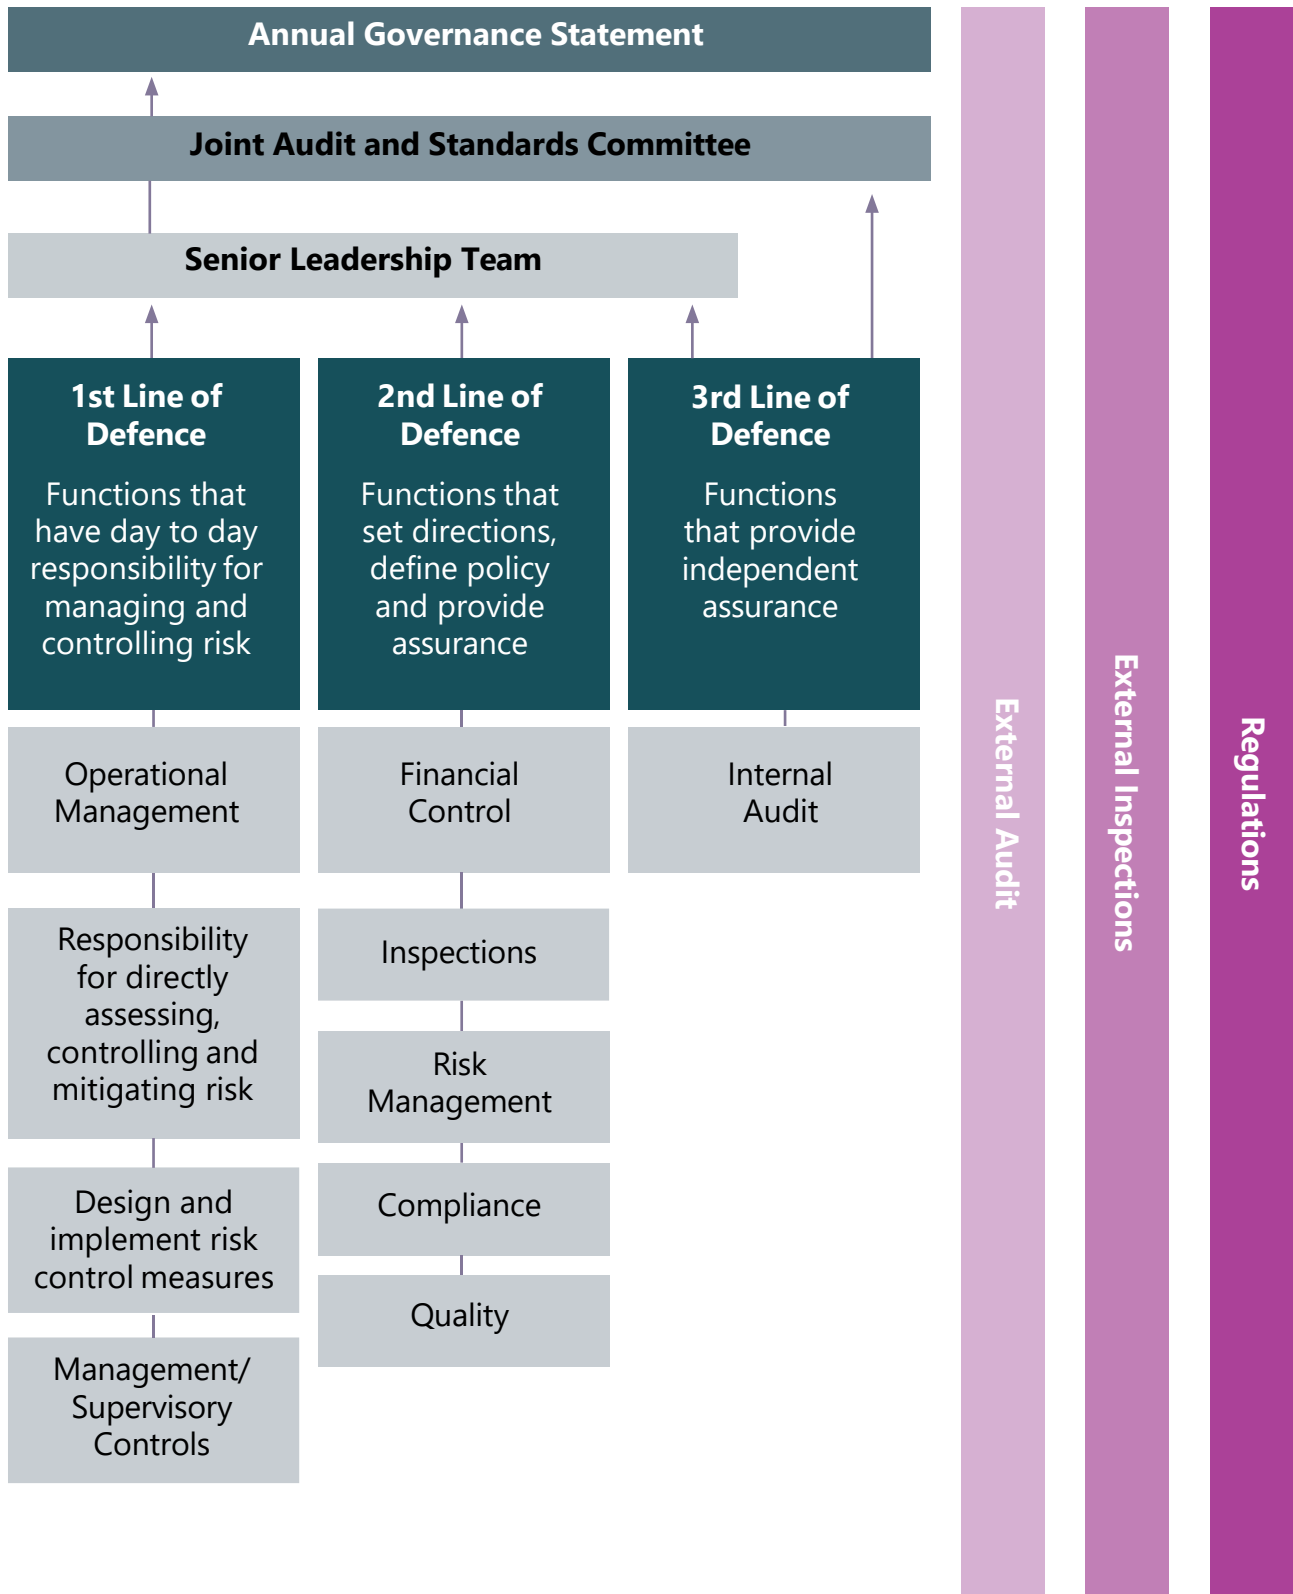 Annual Governance Statement
Joint Audit and Standards Committee
Senior Leadership Team
1st Line of
Defence
Functions that
have day to day
responsibility for
managing and
controlling risk
2nd Line of
Defence
Functions that
set directions,
define policy
and provide
assurance
3rd Line of
Defence
Functions
that provide
independent
assurance
Operational
Management
Responsibility
for directly
assessing,
controlling and
mitigating risk
Design and
implement risk
control measures
Management/
Supervisory
Controls
Financial
Control
Inspections
Risk
Management
Compliance
Quality
Internal
Audit
External Audit
External Inspections
Regulations